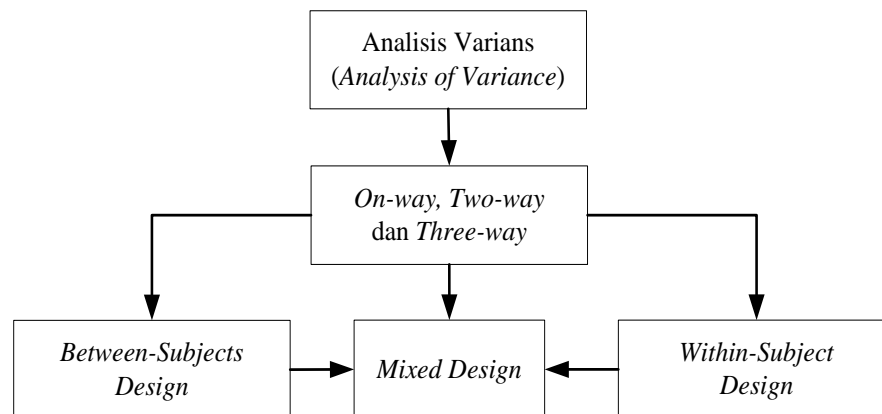 Analisis Varians
(Analysis of Variance)
On-way, Two-way
dan Three-way
Between-Subjects
Design
Mixed Design
Within-Subject
Design